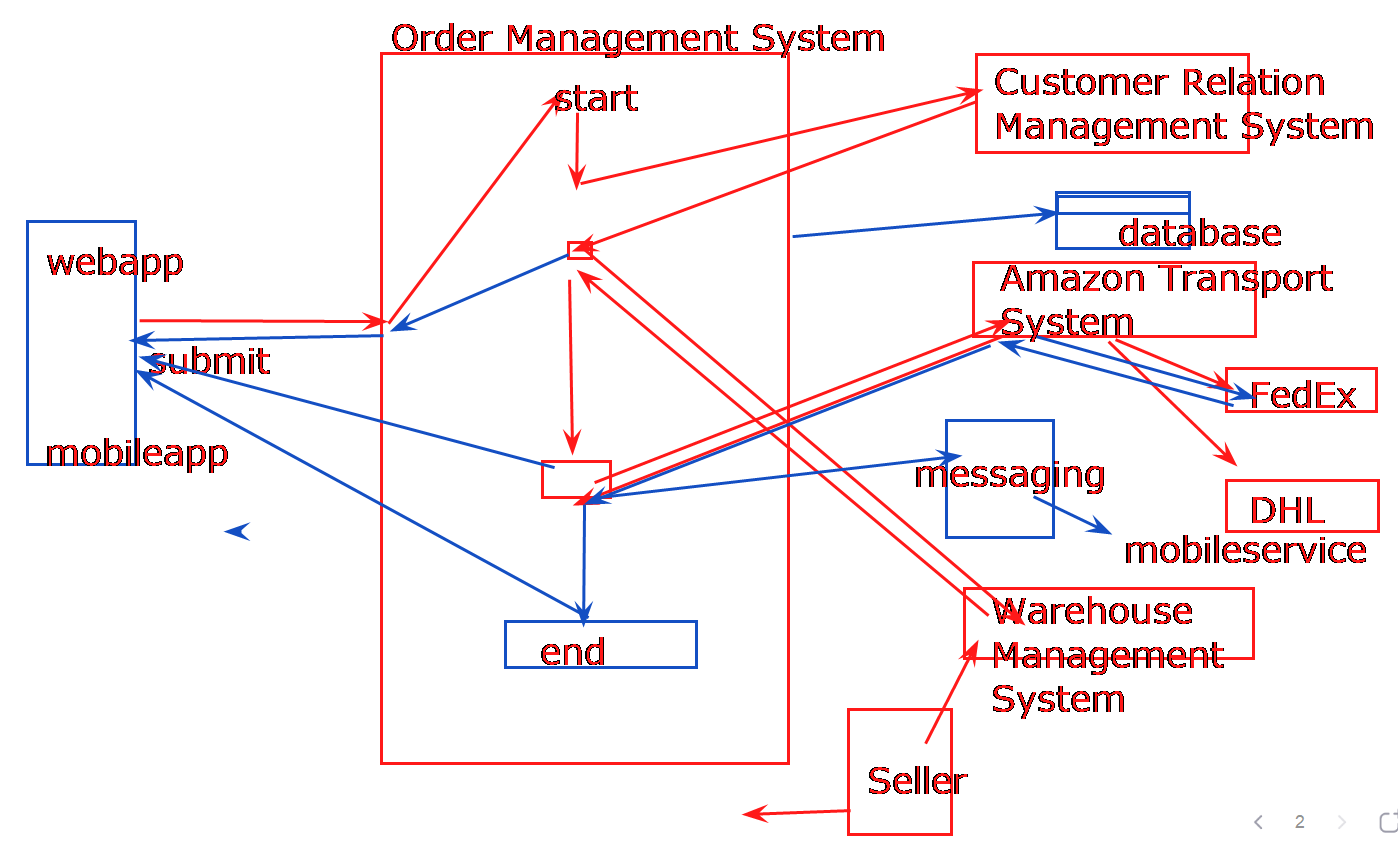 Order Management System
start
Customer Relation
Management System
webapp
database
Amazon Transport
System
submit
FedEx
mobileapp
messaging
DHL
mobileservice
Warehouse
Management
System
end
Seller
2